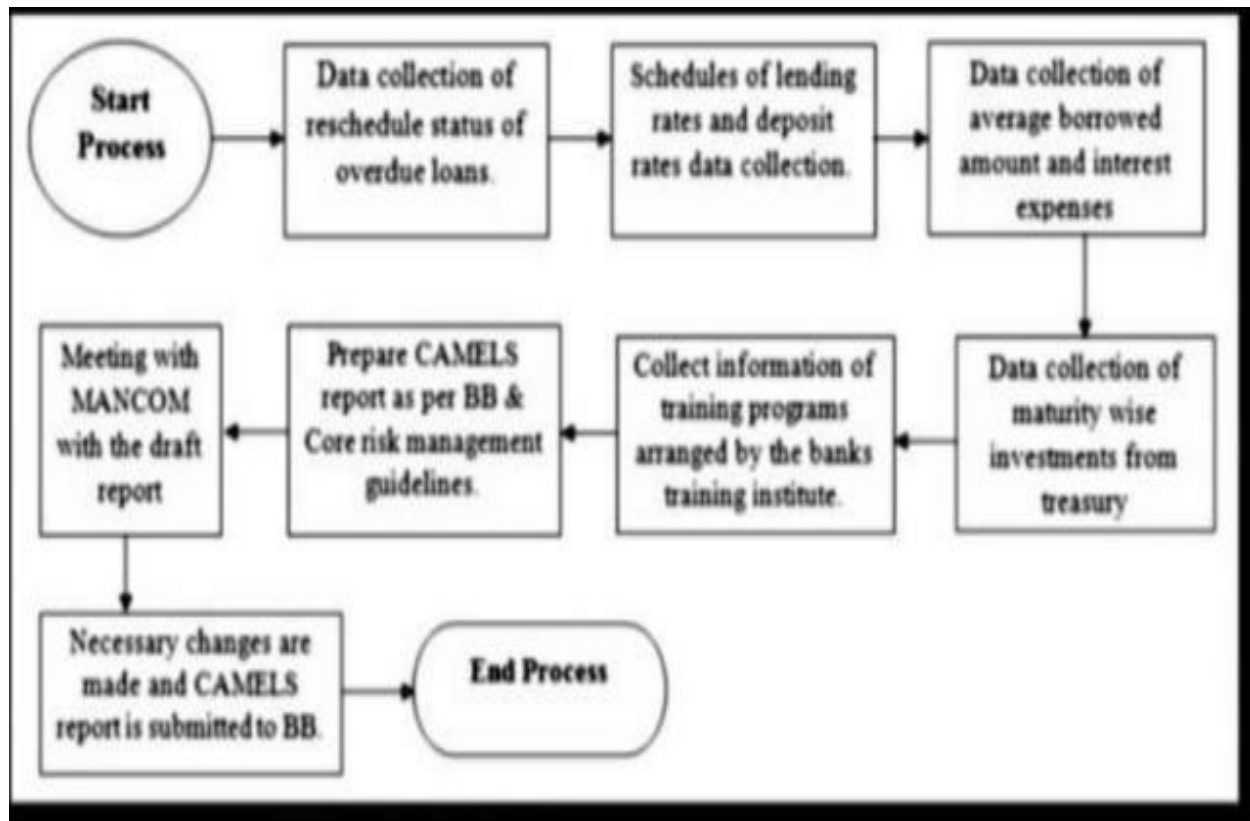 Start
Process
Data collection of
reschedule status of
overdue loans.
Schedules of lending
rates and deposit
rates data collection.
Data collection of
average borrowed
amount and interest
expenses
Data collection of
maturity wise
investments from
treasury
Collect information of
training programs
arranged by the banks
training institute.
Prepare CAMELS
report as per BB &
Core risk management
guidelines.
Meeting with
MANCOM
with the draft
report
Necessary changes are
made and CAMELS
report is submitted to BB.
End Process